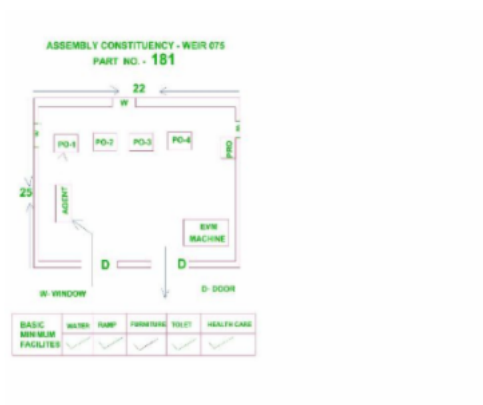 ASSEMBLY CONSTITUENCY - WEIR 075
PART NO. - 181
22
W
PO-1 PO-2 PO-3 PO-4
PRO
25
AGENT
EVM
MACHINE
D D
W- WINDOW D- DOOR
BASIC
MINIMUM
FACILITES
WATER RAMP FURNITURE TOLET HEALTH CARE